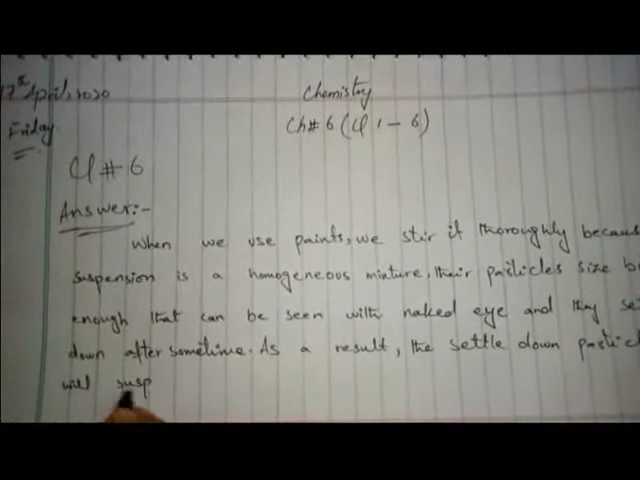 17th April, 2020
Chemistry
Friday
Ch# 6 (Q 1 - 6)
Q # 6
Answer:-
When we use paints, we stir it thoroughly becaus
suspension is a homogeneous mixture, their particles size b
enough that can be seen with naked eye and they se
down after sometime. As a result, the settle down partic
will susp